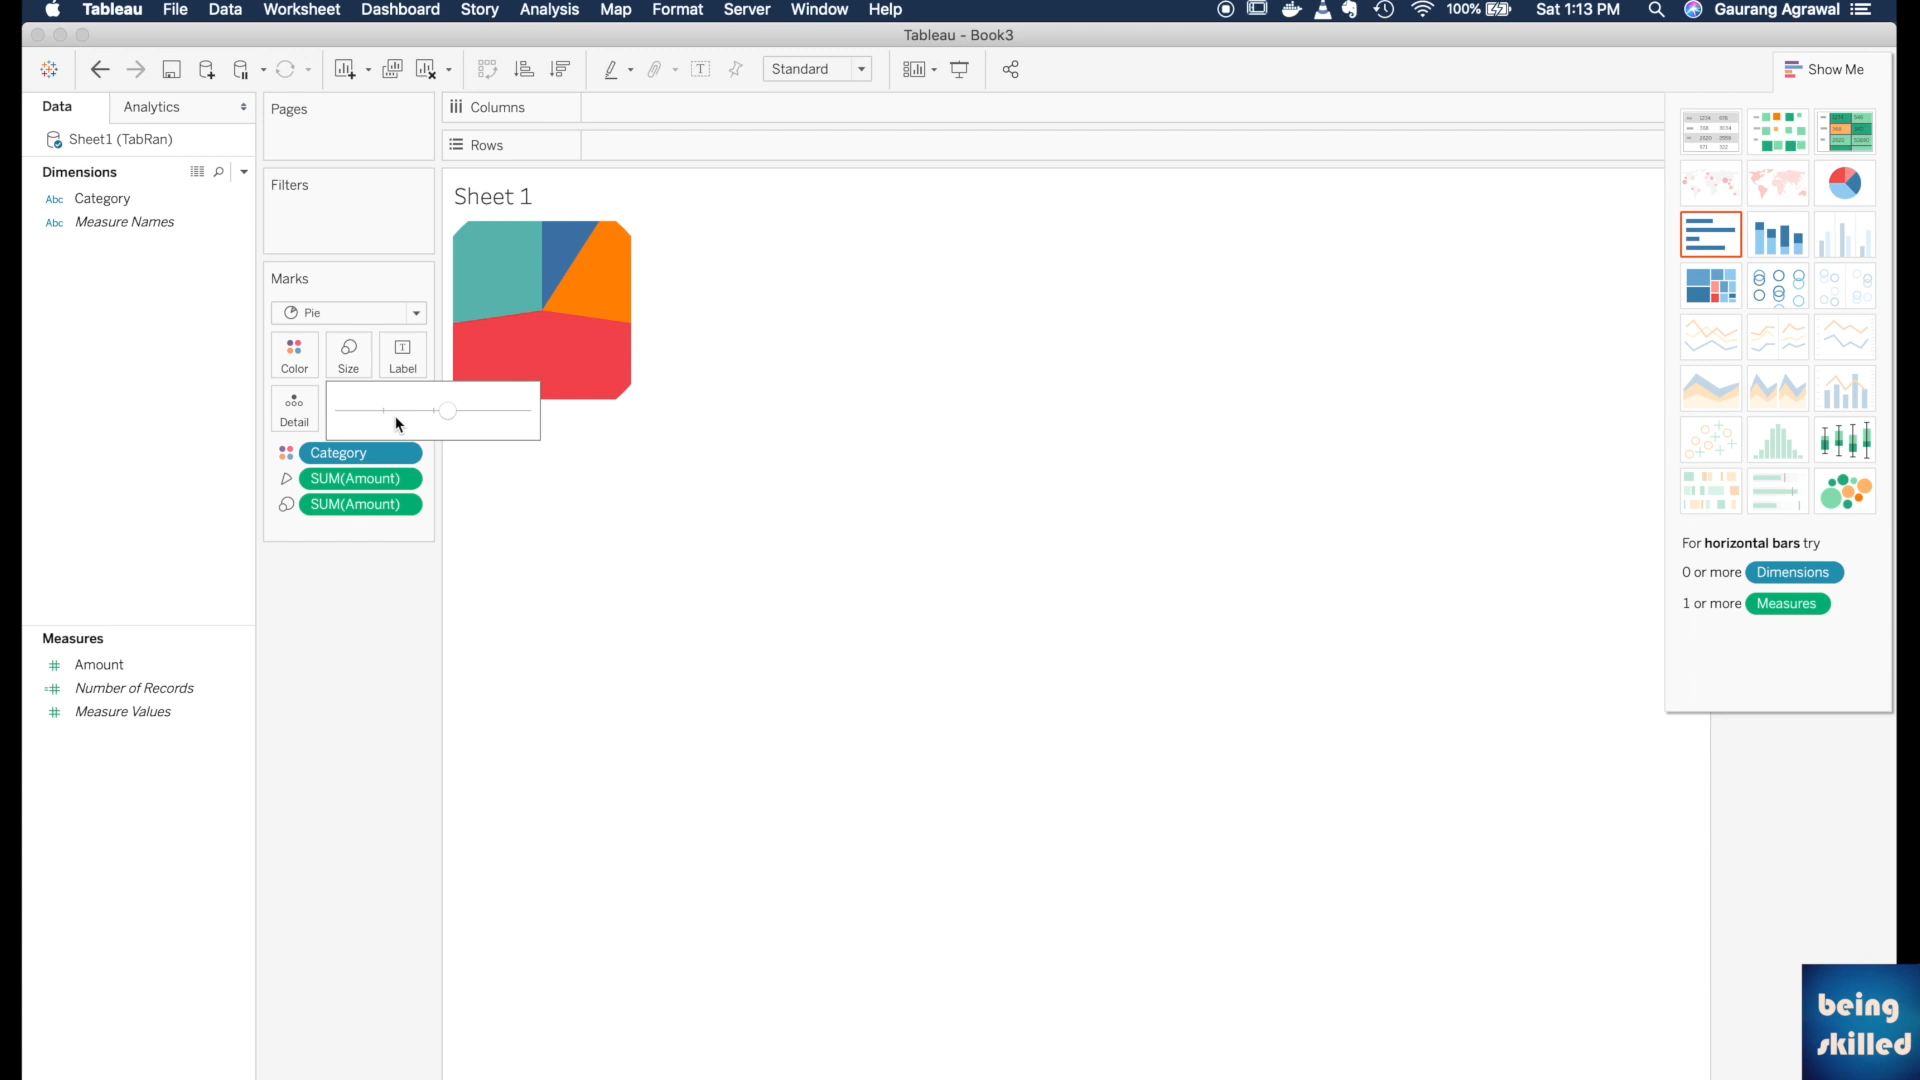 Tableau File Data Worksheet Dashboard Story Analysis Map Format Server Window Help 100% Sat 1:13 PM Gaurang Agrawal
Tableau - Book3
Standard
Show Me
Data Analytics
Sheet1 (TabRan)
Dimensions
Abc Category
Abc Measure Names
Measures
# Amount
=# Number of Records
# Measure Values
Pages
Filters
Marks
Pie
Color Size T Label
Detail
Category
SUM(Amount)
SUM(Amount)
Columns
Rows
Sheet 1
For horizontal bars try
0 or more Dimensions
1 or more Measures
being
skilled